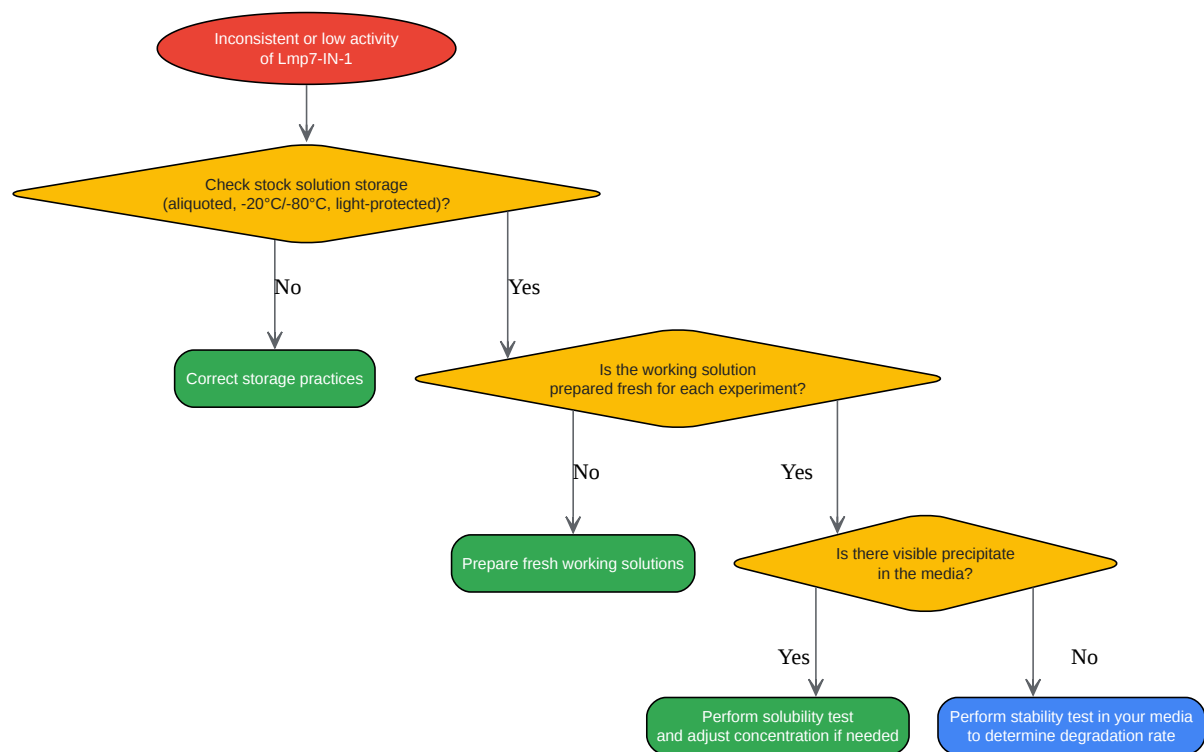 Inconsistent or low activity
of Lmp7-IN-1
Check stock solution storage
(aliquoted, -20°C/-80°C, light-protected)?
No
Yes
Correct storage practices
Is the working solution
prepared fresh for each experiment?
No
Yes
Prepare fresh working solutions
Is there visible precipitate
in the media?
Yes
No
Perform solubility test
and adjust concentration if needed
Perform stability test in your media
to determine degradation rate